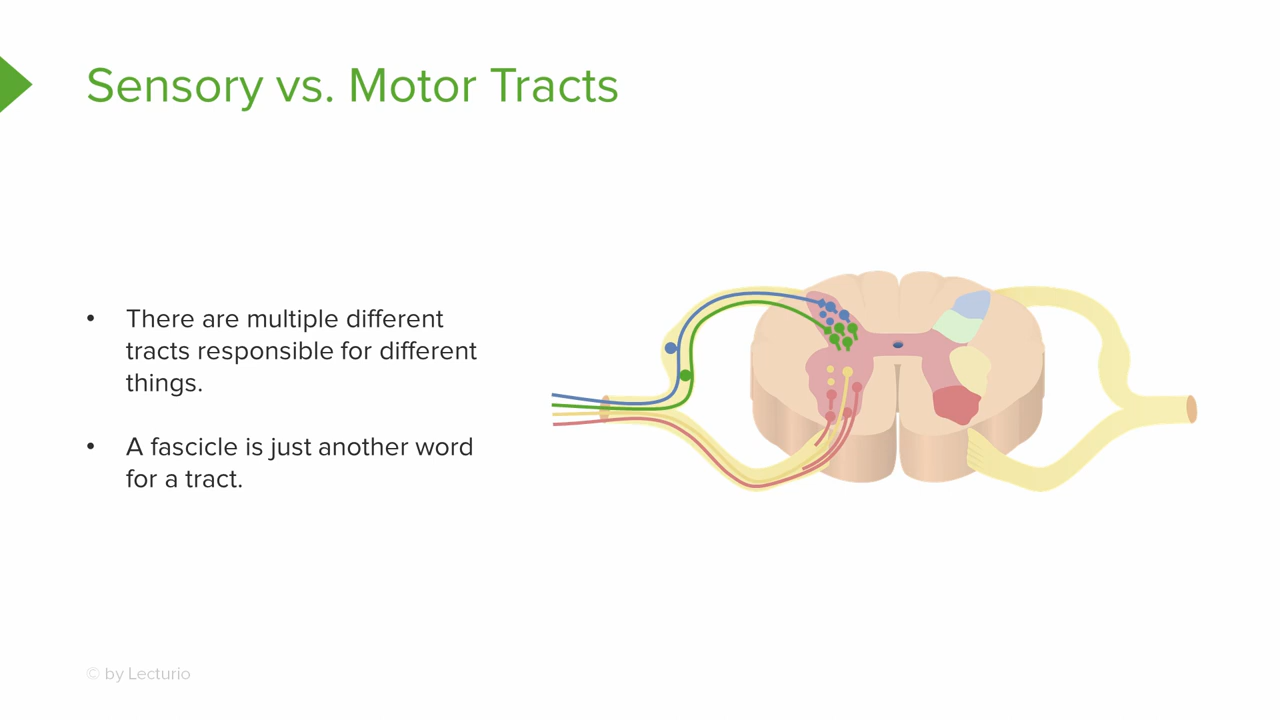 Sensory vs. Motor Tracts
• There are multiple different
tracts responsible for different
things.
• A fascicle is just another word
for a tract.
© by Lecturio